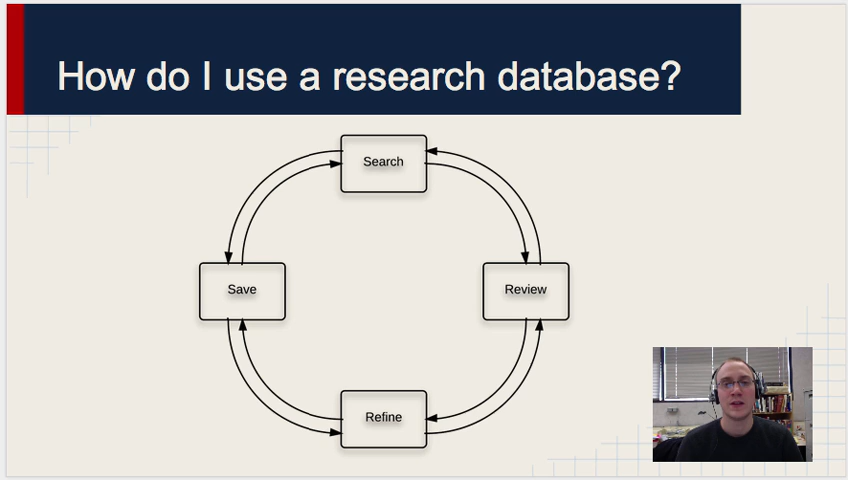 How do I use a research database?
Search
Save
Review
Refine